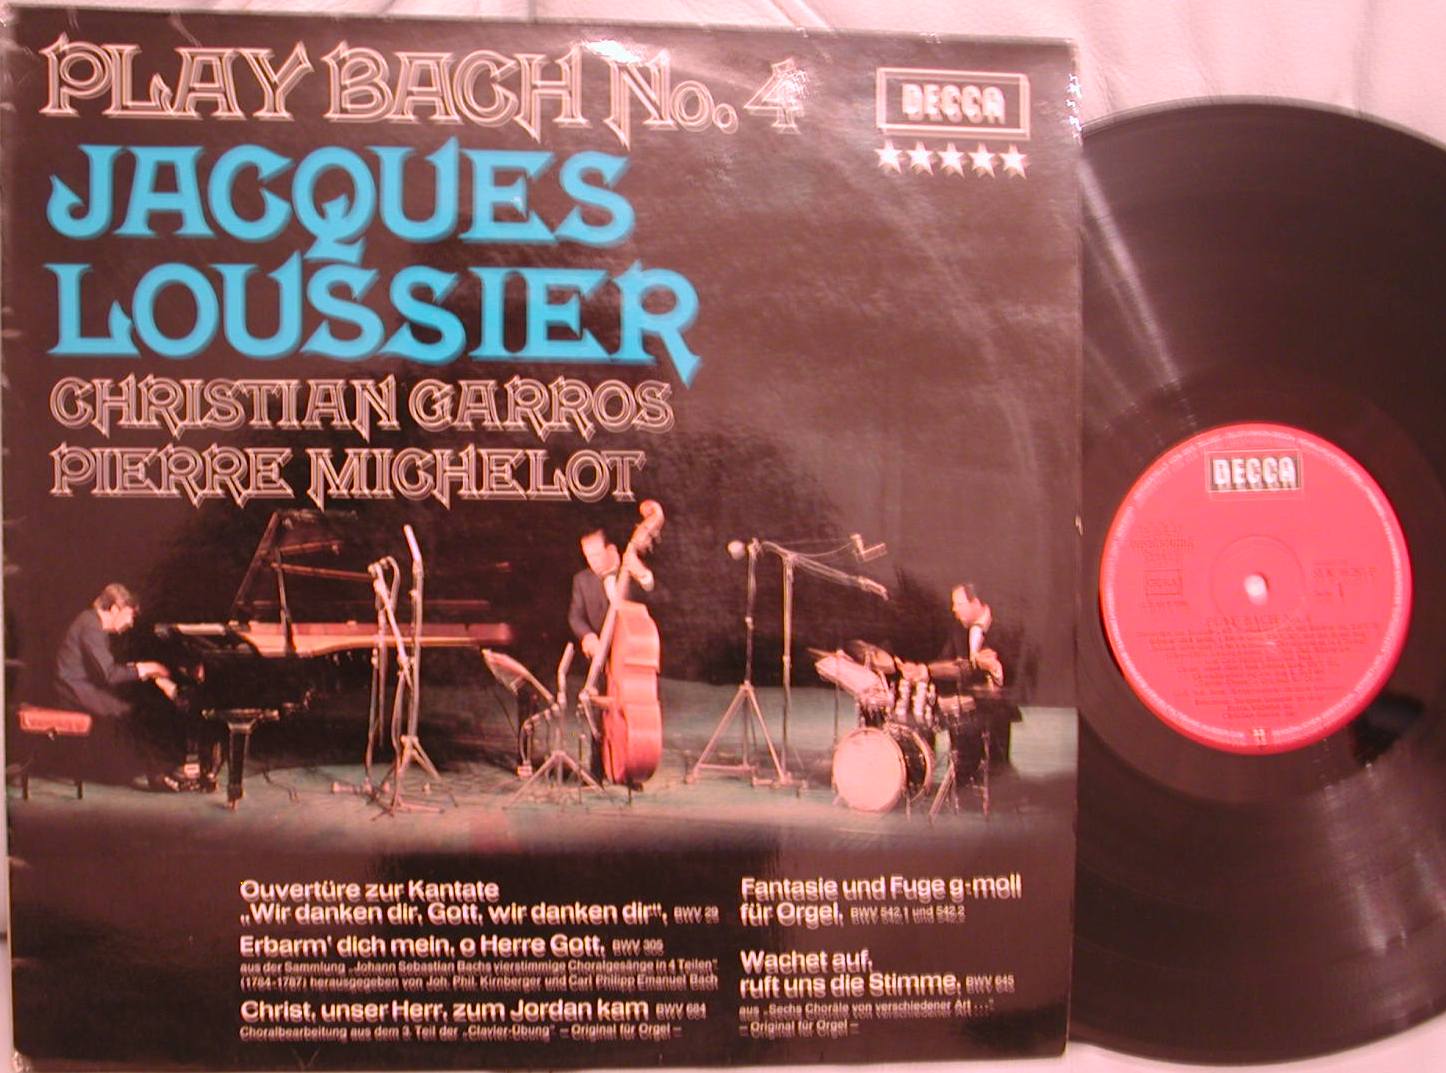 PLAY BACH No. 4
DECCA
JACQUES
LOUSSIER
CHRISTIAN GARROS
PIERRE MICHELOT
Ouvertüre zur Kantate
„Wir danken dir, Gott, wir danken dir“, BWV 29
Erbarm' dich mein, o Herre Gott, BWV 305
aus der Sammlung „Johann Sebastian Bachs vierstimmige Choralgesänge in 4 Teilen“
(1784-1787) herausgegeben von Joh. Phil. Kirnberger und Carl Philipp Emanuel Bach
Christ, unser Herr, zum Jordan kam BWV 684
Choralbearbeitung aus dem 3. Teil der „Clavier-Übung“ – Original für Orgel –
Fantasie und Fuge g-moll
für Orgel, BWV 542,1 und 542,2
Wachet auf,
ruft uns die Stimme, BWV 645
aus „Sechs Choräle von verschiedener Art ...“
– Original für Orgel –
DECCA
PLAY BACH No. 4